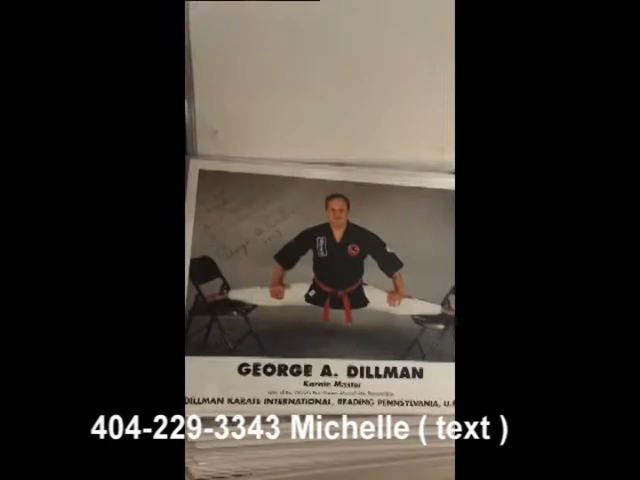 GEORGE A. DILLMAN
Karate Master
DILLMAN KARATE INTERNATIONAL, READING PENNSYLVANIA, U.S
404-229-3343 Michelle ( text )